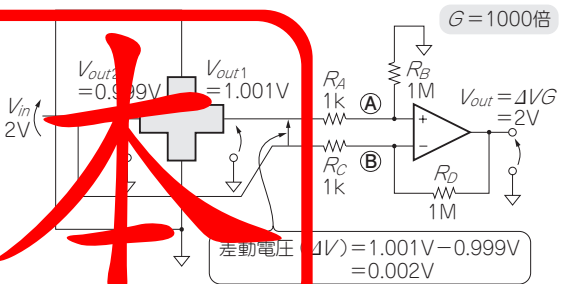 G=1000倍
Vout2
=0.999V
Vout1
=1.001V
Vin
2V
RA
1k
Ⓐ
RB
1M
+
−
Vout=ΔVG
=2V
RC
1k
Ⓑ
RD
1M
差動電圧(ΔV)=1.001V−0.999V
=0.002V
本